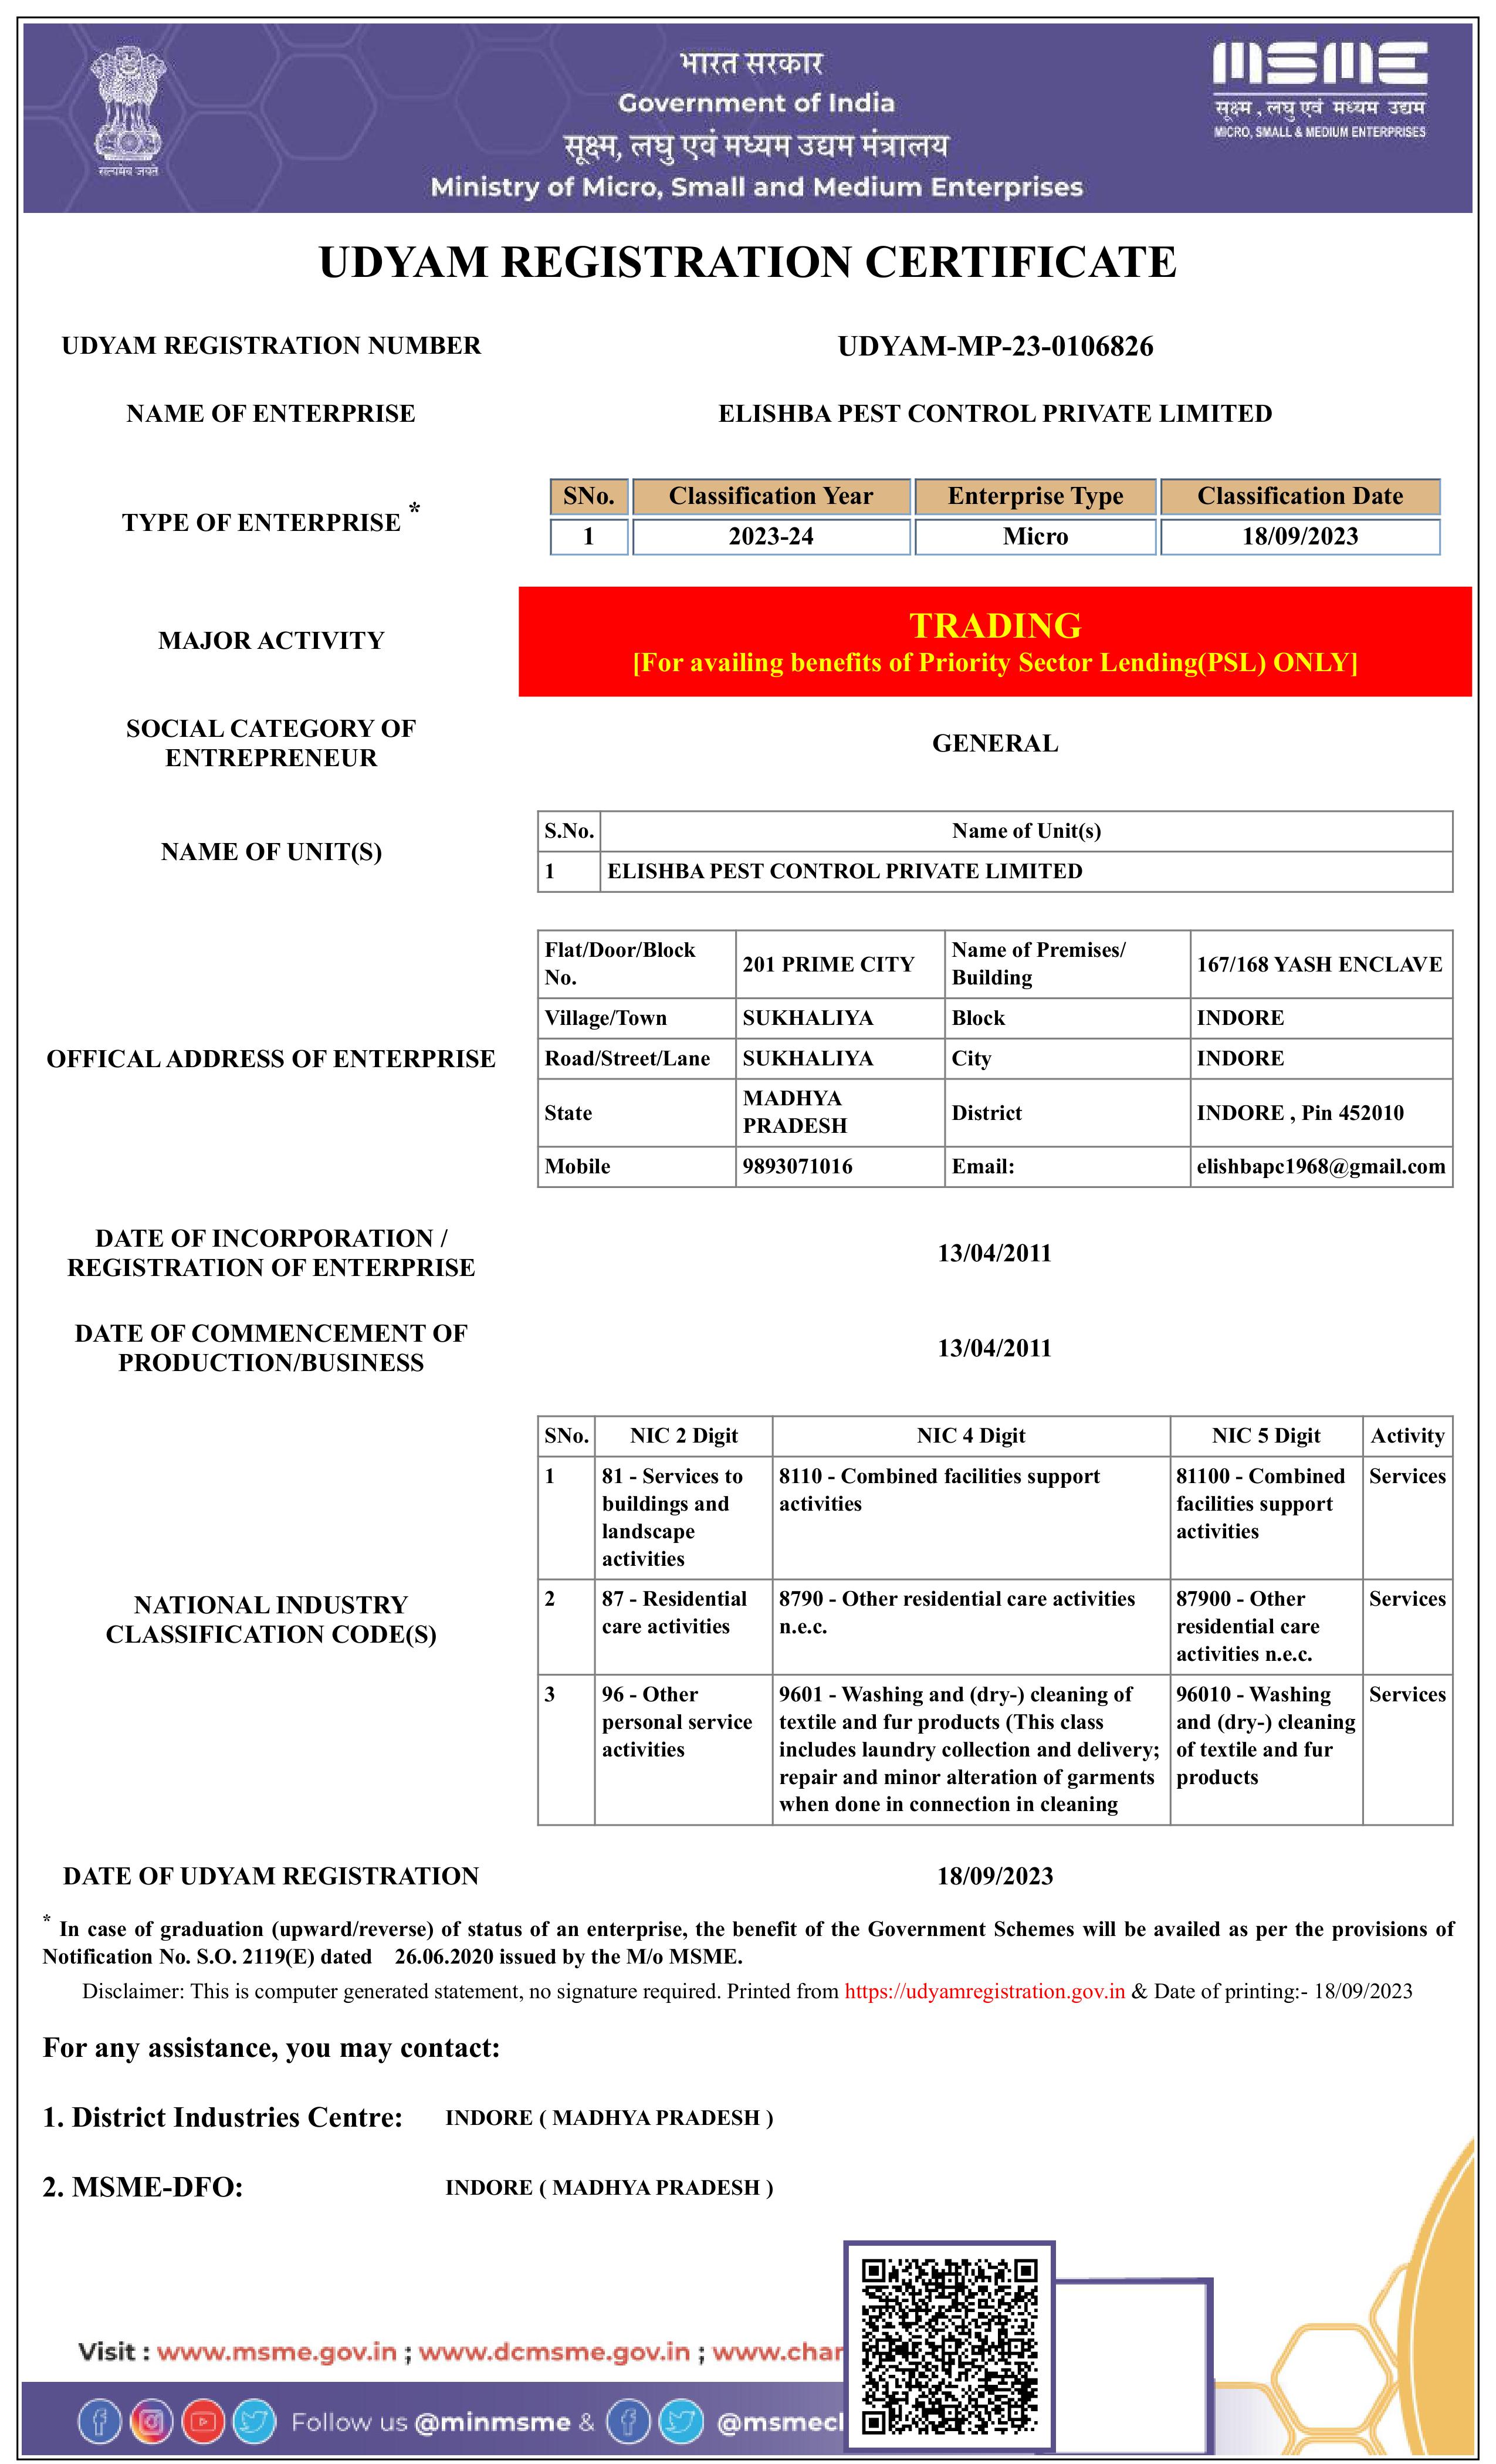 सत्यमेव जयते
भारत सरकार
Government of India
सूक्ष्म, लघु एवं मध्यम उद्यम मंत्रालय
Ministry of Micro, Small and Medium Enterprises
MSME
सूक्ष्म , लघु एवं मध्यम उद्यम
MICRO, SMALL & MEDIUM ENTERPRISES
UDYAM REGISTRATION CERTIFICATE
UDYAM REGISTRATION NUMBER
UDYAM-MP-23-0106826
NAME OF ENTERPRISE
ELISHBA PEST CONTROL PRIVATE LIMITED
TYPE OF ENTERPRISE *
SNo. Classification Year Enterprise Type Classification Date
1 2023-24 Micro 18/09/2023
MAJOR ACTIVITY
TRADING
[For availing benefits of Priority Sector Lending(PSL) ONLY]
SOCIAL CATEGORY OF
ENTREPRENEUR
GENERAL
NAME OF UNIT(S)
S.No. Name of Unit(s)
1 ELISHBA PEST CONTROL PRIVATE LIMITED
OFFICAL ADDRESS OF ENTERPRISE
Flat/Door/Block
No.
201 PRIME CITY
Name of Premises/
Building
167/168 YASH ENCLAVE
Village/Town SUKHALIYA Block INDORE
Road/Street/Lane SUKHALIYA City INDORE
State
MADHYA
PRADESH
District
INDORE , Pin 452010
Mobile 9893071016 Email: elishbapc1968@gmail.com
DATE OF INCORPORATION /
REGISTRATION OF ENTERPRISE
13/04/2011
DATE OF COMMENCEMENT OF
PRODUCTION/BUSINESS
13/04/2011
NATIONAL INDUSTRY
CLASSIFICATION CODE(S)
SNo. NIC 2 Digit NIC 4 Digit NIC 5 Digit Activity
1
81 - Services to
buildings and
landscape
activities
8110 - Combined facilities support
activities
81100 - Combined
facilities support
activities
Services
2
87 - Residential
care activities
8790 - Other residential care activities
n.e.c.
87900 - Other
residential care
activities n.e.c.
Services
3
96 - Other
personal service
activities
9601 - Washing and (dry-) cleaning of
textile and fur products (This class
includes laundry collection and delivery;
repair and minor alteration of garments
when done in connection in cleaning
96010 - Washing
and (dry-) cleaning
of textile and fur
products
Services
DATE OF UDYAM REGISTRATION
18/09/2023
* In case of graduation (upward/reverse) of status of an enterprise, the benefit of the Government Schemes will be availed as per the provisions of
Notification No. S.O. 2119(E) dated 26.06.2020 issued by the M/o MSME.
Disclaimer: This is computer generated statement, no signature required. Printed from https://udyamregistration.gov.in & Date of printing:- 18/09/2023
For any assistance, you may contact:
1. District Industries Centre: INDORE ( MADHYA PRADESH )
2. MSME-DFO: INDORE ( MADHYA PRADESH )
Visit : www.msme.gov.in ; www.dcmsme.gov.in ; www.char
Follow us @minmsme & @msmecl